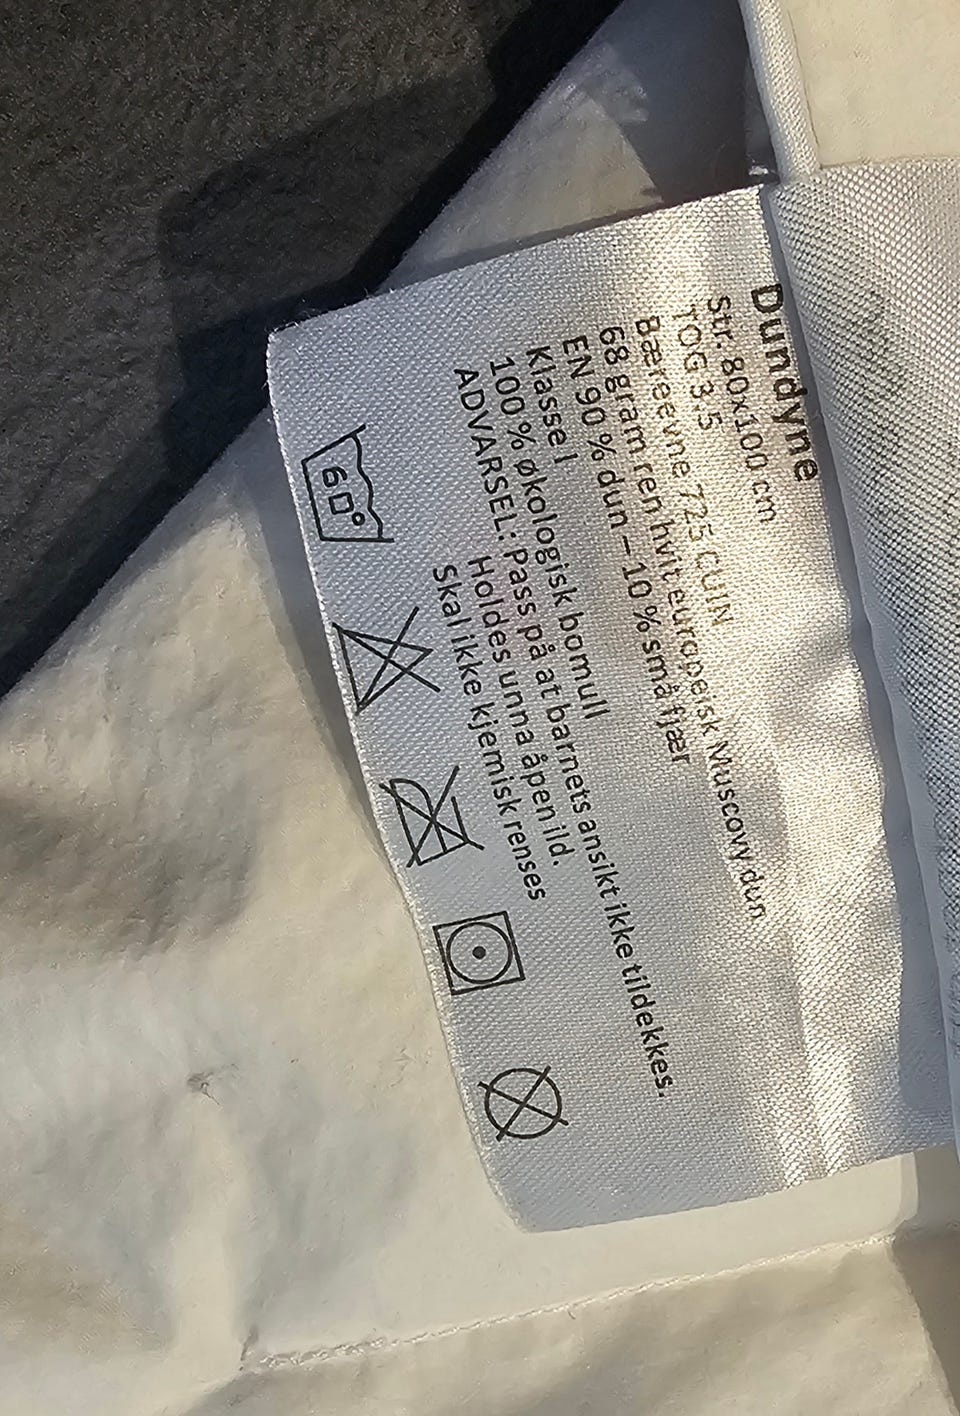 Dundyne
Str. 80x100 cm
TOG 3.5
Bæreevne 725 CUIN
68 gram ren hvit europeisk Muscovy dun
EN 90 % dun – 10 % små fjær
Klasse I
100 % økologisk bomull
ADVARSEL: Pass på at barnets ansikt ikke tildekkes.
Holdes unna åpen ild.
Skal ikke kjemisk renses
60°